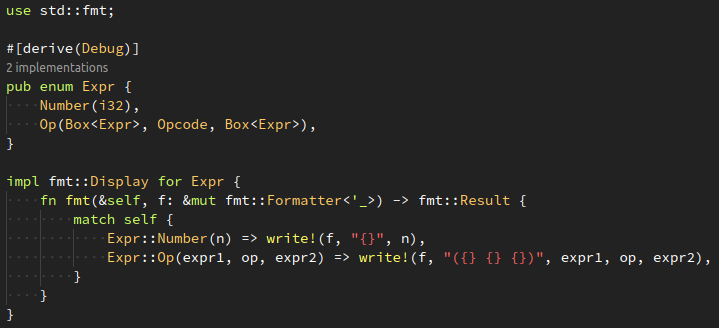 use std::fmt;
#[derive(Debug)]
2 implementations
pub enum Expr {
    Number(i32),
    Op(Box<Expr>, Opcode, Box<Expr>),
}
impl fmt::Display for Expr {
    fn fmt(&self, f: &mut fmt::Formatter<'_>) -> fmt::Result {
        match self {
            Expr::Number(n) => write!(f, "{}", n),
            Expr::Op(expr1, op, expr2) => write!(f, "({} {} {})", expr1, op, expr2),
        }
    }
}